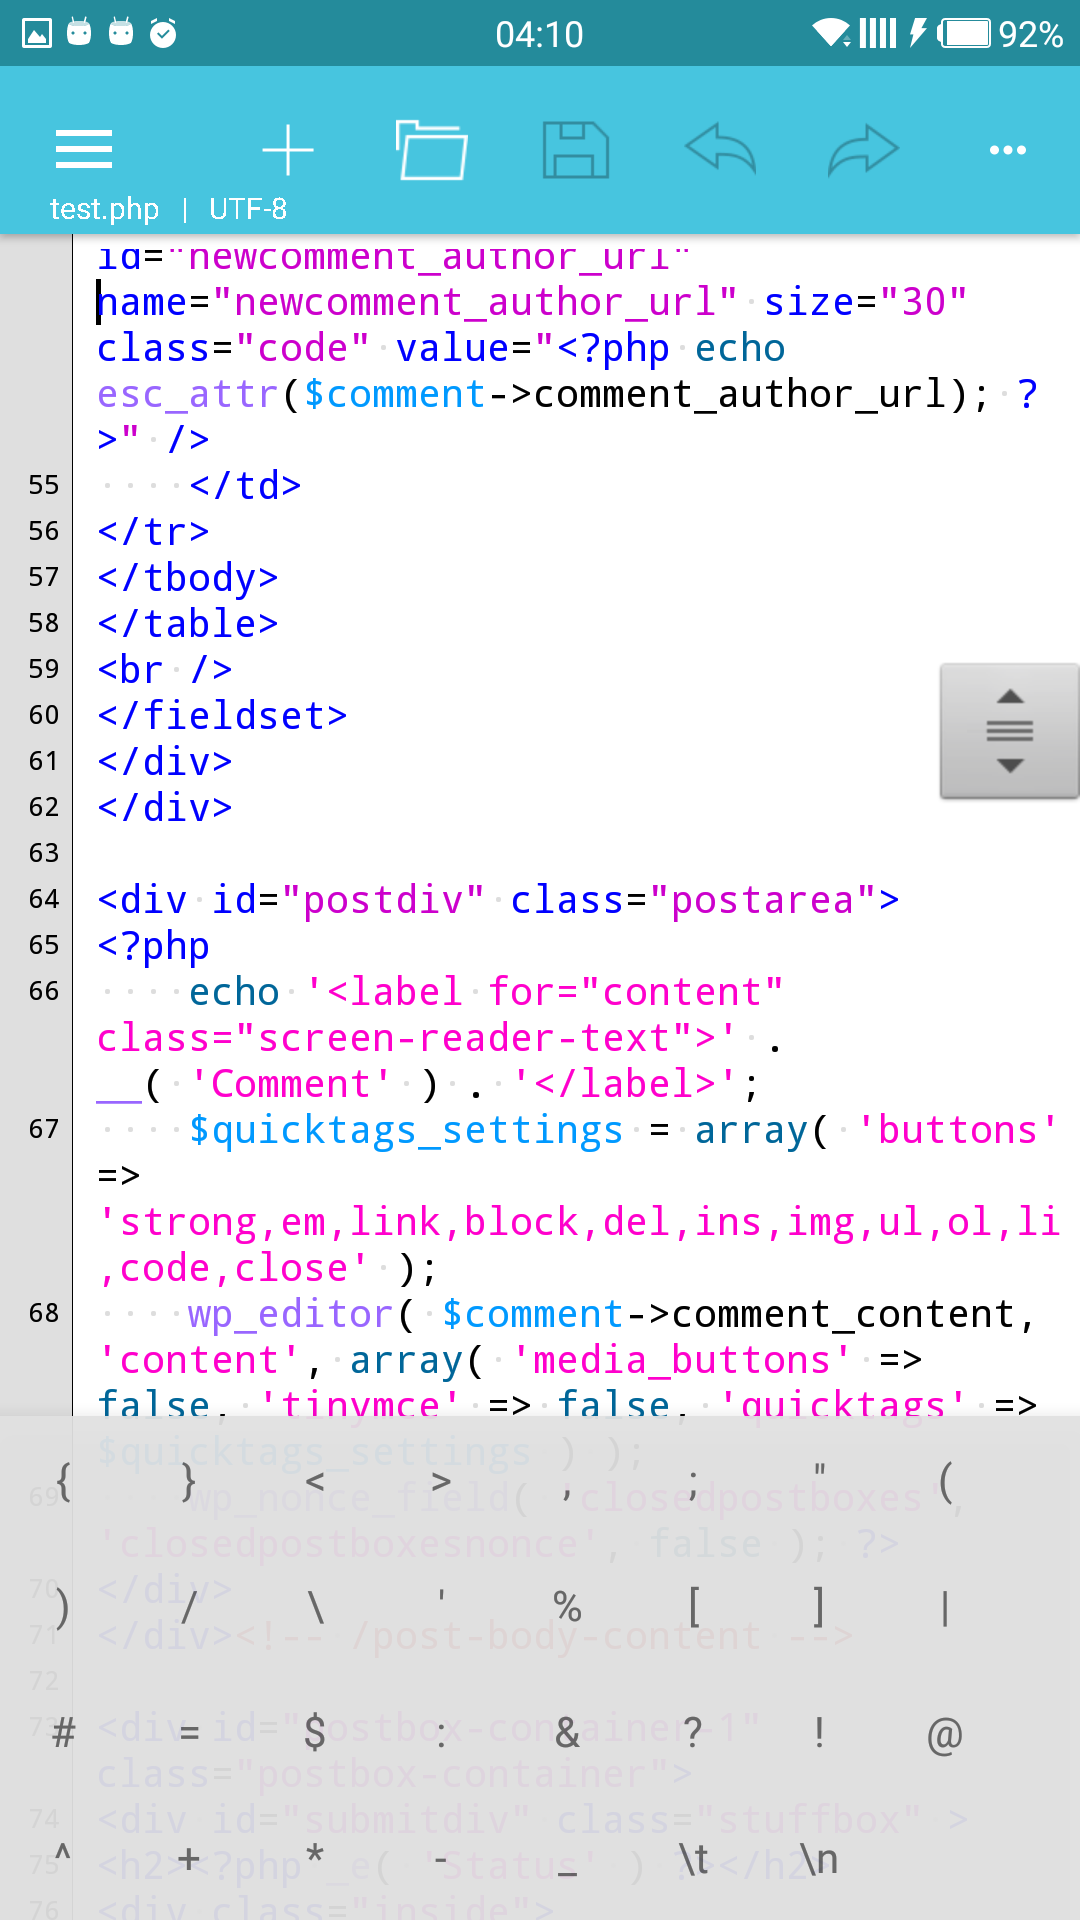 04:10 92%
test.php | UTF-8
id="newcomment_author_url"
name="newcomment_author_url" size="30"
class="code" value="<?php echo
esc_attr($comment->comment_author_url); ?
>" />
55 </td>
56 </tr>
57 </tbody>
58 </table>
59 <br />
60 </fieldset>
61 </div>
62 </div>
63
64 <div id="postdiv" class="postarea">
65 <?php
66 echo '<label for="content"
class="screen-reader-text">' .
__( 'Comment' ) . '</label>';
67 $quicktags_settings = array( 'buttons'
=>
'strong,em,link,block,del,ins,img,ul,ol,li
,code,close' );
68 wp_editor( $comment->comment_content,
'content', array( 'media_buttons' =>
false, 'tinymce' => false, 'quicktags' =>
$quicktags_settings ) );
{ } < > , ; " (
69 wp_nonce_field( 'closedpostboxes',
'closedpostboxesnonce', false ); ?>
70 </div>
) / \ ' % [ ] |
71 </div><!-- /post-body-content -->
72
73 <div id="postbox-container-1"
# = $ : & ? ! @
class="postbox-container">
74 <div id="submitdiv" class="stuffbox" >
75 <h2><?php _e( 'Status' ) ?></h2>
^ + * - _ \t \n
76 <div class="inside">